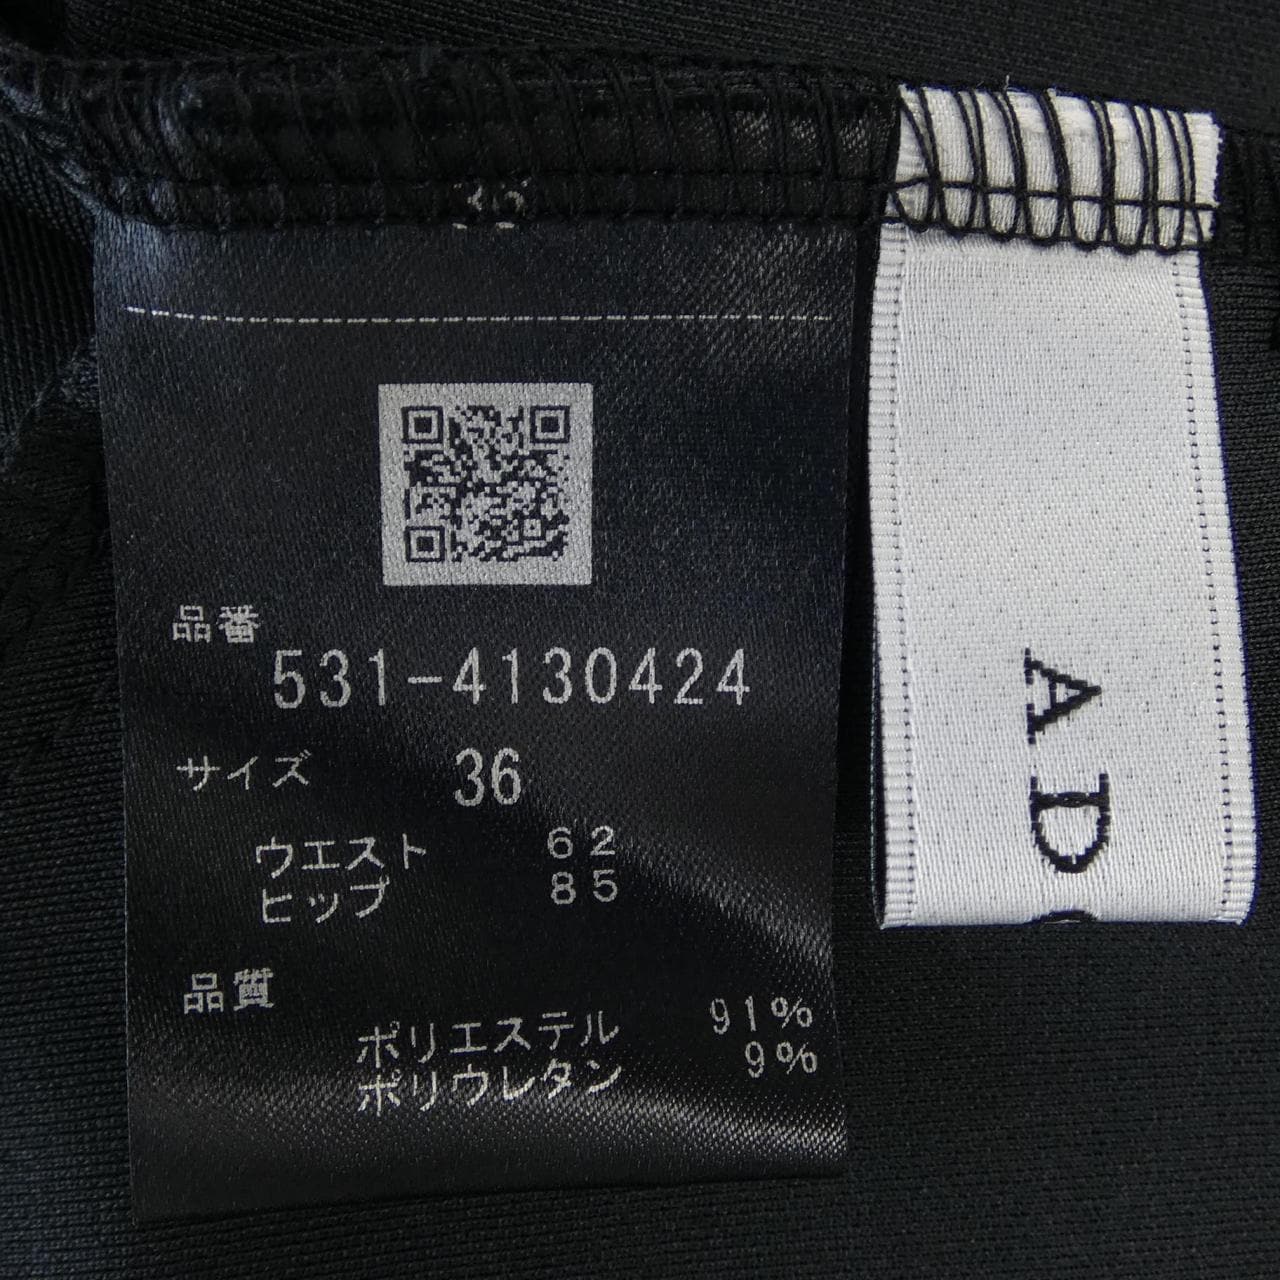 品番
531-4130424
サイズ 36
ウエスト 62
ヒップ 85
品質
ポリエステル 91%
ポリウレタン 9%
AD